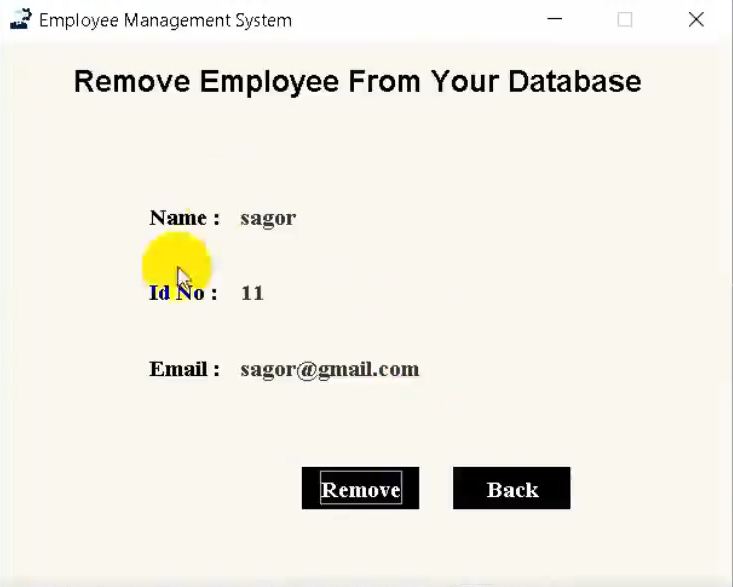 Employee Management System
Remove Employee From Your Database
Name : sagor
Id No : 11
Email : sagor@gmail.com
Remove Back